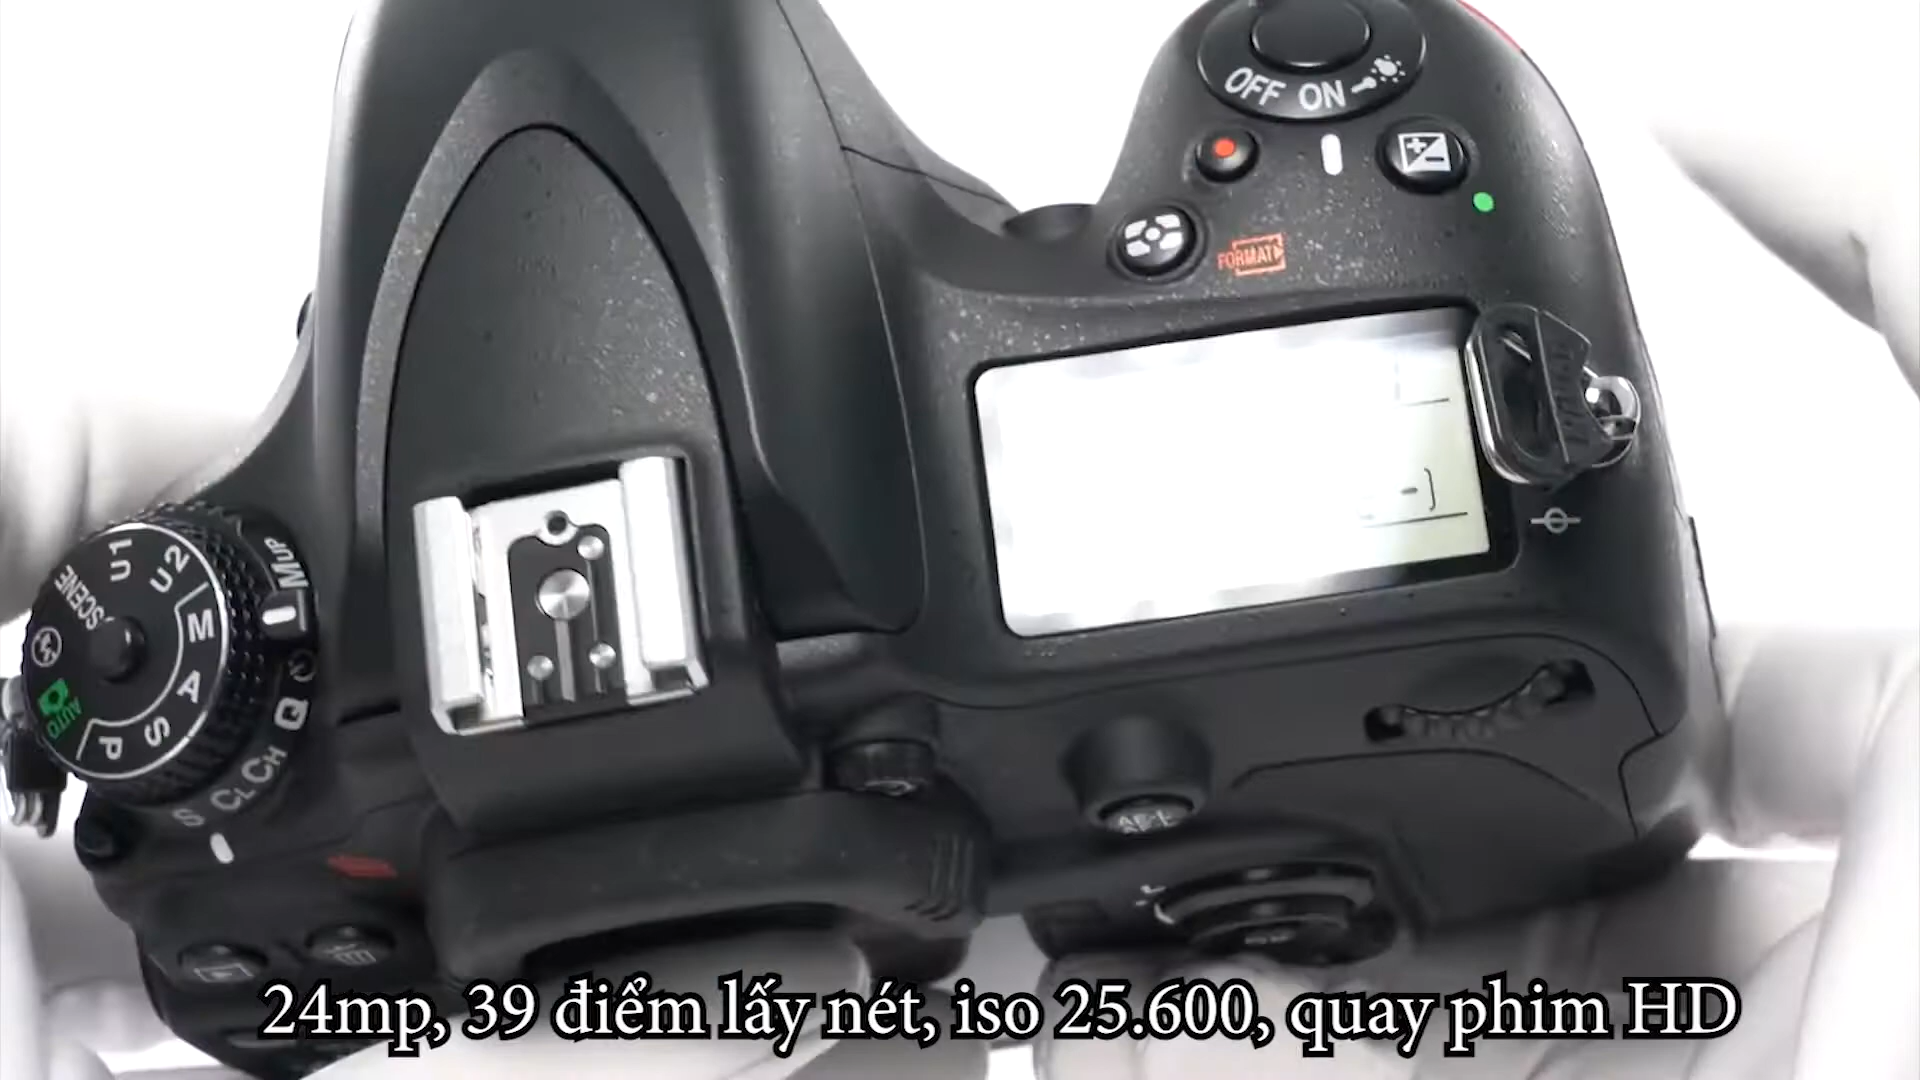 OFF ON
FORMAT
U1
U2
SCENE
M
A
S
P
AUTO
MUP
Q
CH
CL
S
24mp, 39 điểm lấy nét, iso 25.600, quay phim HD